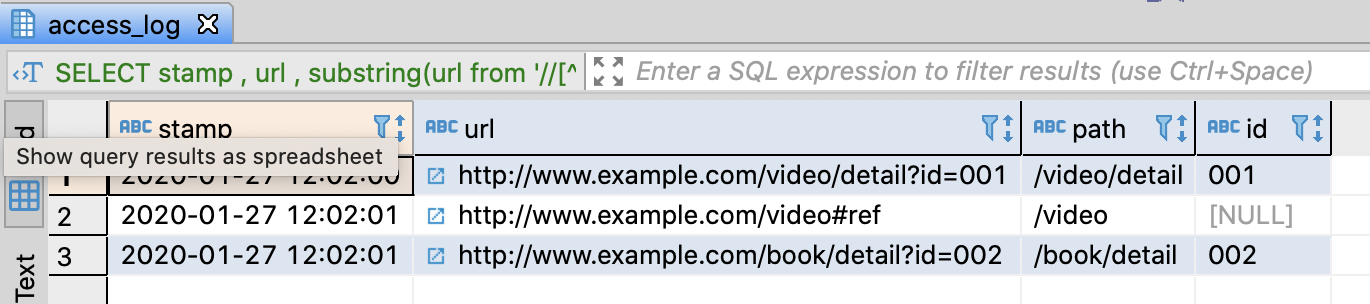 access_log
SELECT stamp , url , substring(url from '//[^ Enter a SQL expression to filter results (use Ctrl+Space)
ABC stamp ABC url ABC path ABC id
Show query results as spreadsheet
1 2020-01-27 12:02:00 http://www.example.com/video/detail?id=001 /video/detail 001
2 2020-01-27 12:02:01 http://www.example.com/video#ref /video [NULL]
3 2020-01-27 12:02:01 http://www.example.com/book/detail?id=002 /book/detail 002
Text